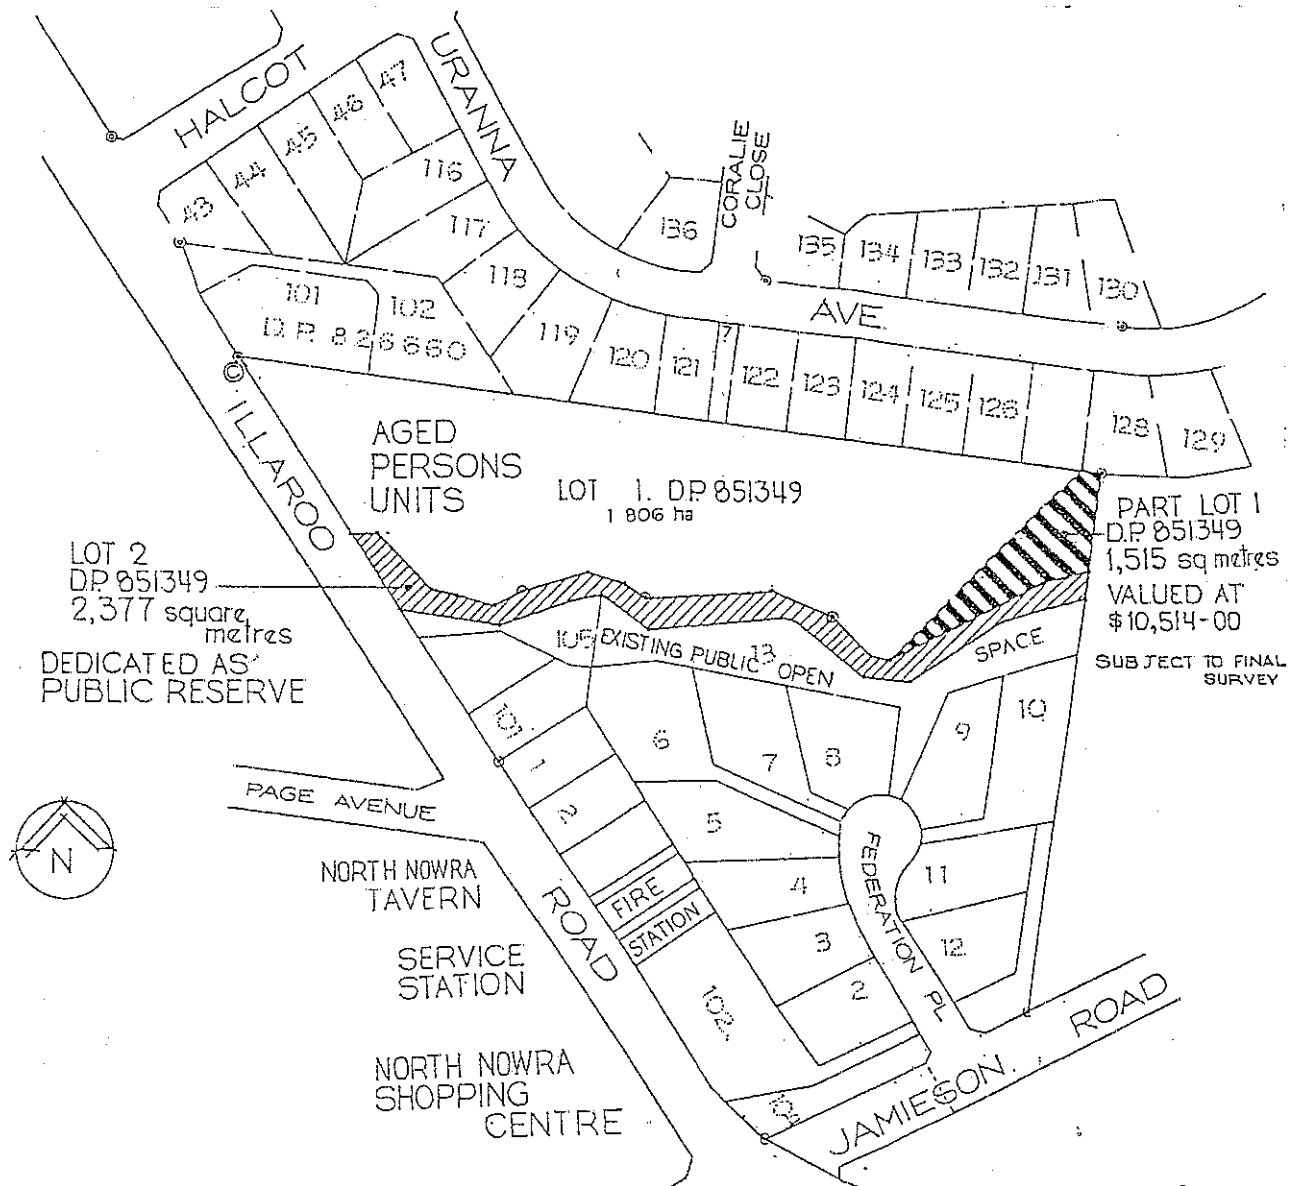 HALCOT
URANNA
47
46
45
44
43
116
117
118
119
120
121
7
122
123
124
125
126
128
129
136
CORALIE
CLOSE
135
134
133
132
131
130
AVE.
101
102
D.P. 826660
©
ILLAROO
AGED
PERSONS
UNITS
LOT 1. D.P 851349
1 806 ha
PART LOT 1
D.P. 851349
1,515 sq metres
VALUED AT
$10,514-00
SUBJECT TO FINAL
SURVEY
LOT 2
D.P. 851349
2,377 square
metres
DEDICATED AS
PUBLIC RESERVE
105
EXISTING PUBLIC OPEN
SPACE
13
101
1
2
6
7
8
9
10
5
4
3
2
11
12
FEDERATION PL
PAGE AVENUE
N
NORTH NOWRA
TAVERN
FIRE
STATION
ROAD
SERVICE
STATION
102
NORTH NOWRA
SHOPPING
CENTRE
JAMIESON
ROAD